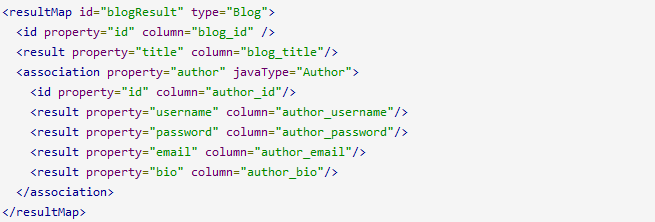 <resultMap id="blogResult" type="Blog">
  <id property="id" column="blog_id" />
  <result property="title" column="blog_title"/>
  <association property="author" javaType="Author">
    <id property="id" column="author_id"/>
    <result property="username" column="author_username"/>
    <result property="password" column="author_password"/>
    <result property="email" column="author_email"/>
    <result property="bio" column="author_bio"/>
  </association>
</resultMap>